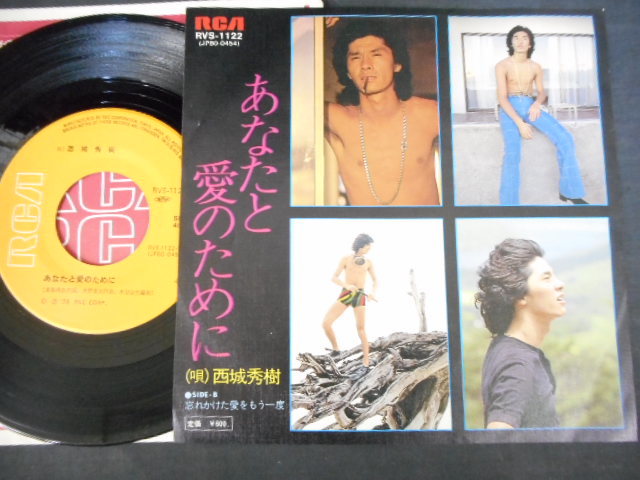 RCA
RVS-1122
(JPBO-0454)
あなたと
愛のために
(唄)西城秀樹
●SIDE-B
忘れかけた愛をもう一度
定価 ¥600
RCA
西城秀樹
RVS-112
あなたと愛のために